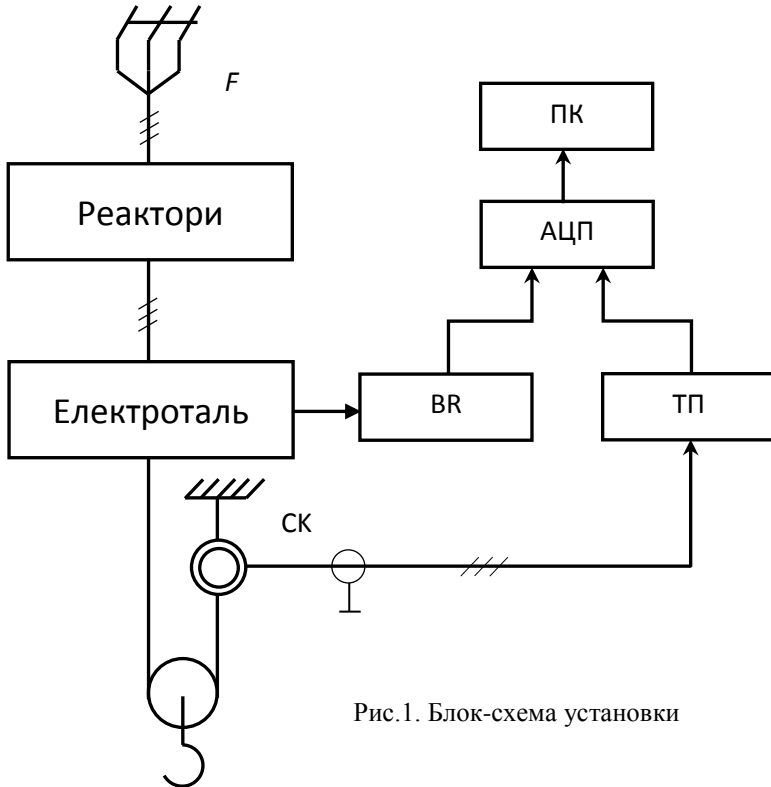 F
ПК
Реактори
АЦП
Електроталь
BR
ТП
СК
Рис.1. Блок-схема установки